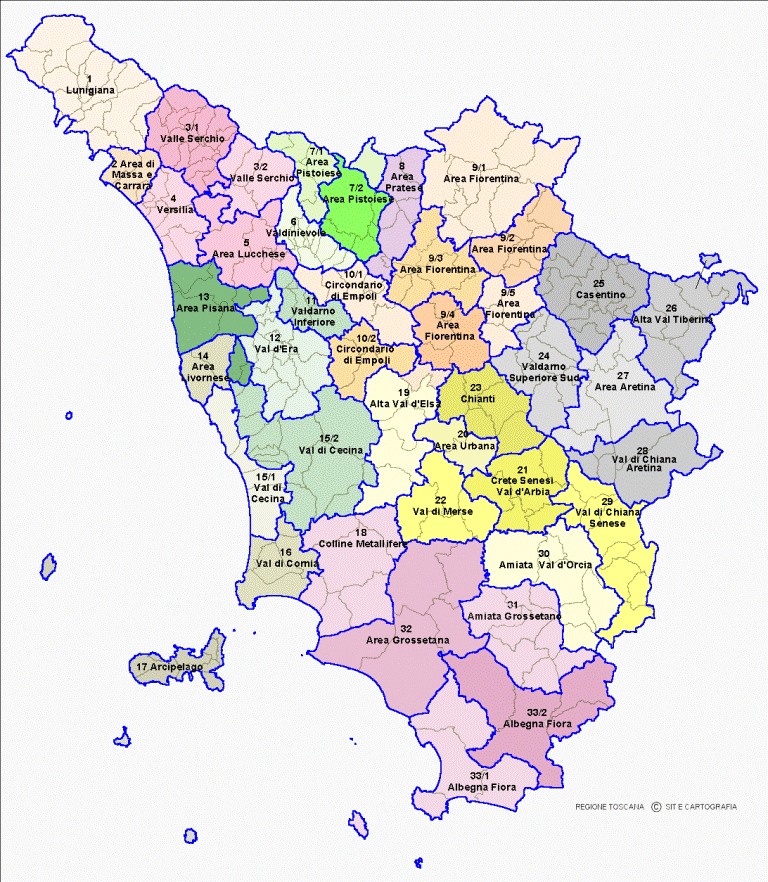 1
Lunigiana
3/1
Valle Serchio
2 Area di
Massa e
Carrara
3/2
Valle Serchio
7/1
Area
Pistoiese
7/2
Area Pistoiese
8
Area
Pratese
9/1
Area Fiorentina
4
Versilia
5
Area Lucchese
6
Valdinievole
9/2
Area Fiorentina
9/3
Area Fiorentina
10/1
Circondario
di Empoli
9/5
Area
Fiorentina
25
Casentino
26
Alta Val Tiberina
13
Area Pisana
11
Valdarno
Inferiore
9/4
Area
Fiorentina
12
Val d'Era
10/2
Circondario
di Empoli
14
Area
Livornese
24
Valdarno
Superiore Sud
27
Area Aretina
19
Alta Val d'Elsa
23
Chianti
20
Area Urbana
15/2
Val di Cecina
28
Val di Chiana
Aretina
15/1
Val di
Cecina
21
Crete Senesi
Val d'Arbia
22
Val di Merse
29
Val di Chiana
Senese
18
Colline Metallifere
16
Val di Cornia
30
Amiata Val d'Orcia
31
Amiata Grossetano
32
Area Grossetana
17 Arcipelago
33/2
Albegna Fiora
33/1
Albegna Fiora
REGIONE TOSCANA © SIT E CARTOGRAFIA